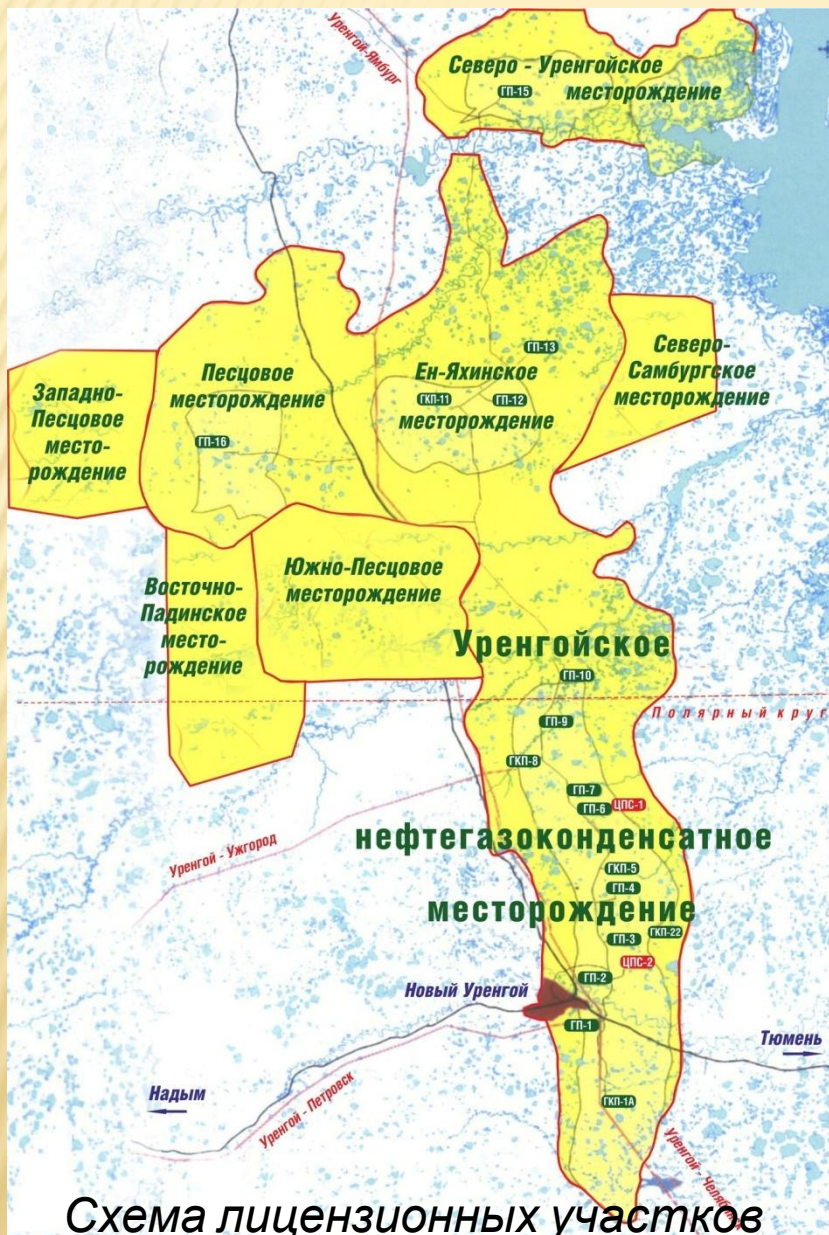 Уренгой-Ямбург
Северо - Уренгойское
ГП-15
месторождение
ГП-13
Северо-
Самбургское
месторождение
Песцовое
месторождение
ГП-16
Ен-Яхинское
ГКП-11
ГП-12
месторождение
Западно-
Песцовое
место-
рождение
Южно-Песцовое
месторождение
Восточно-
Падинское
место-
рождение
Уренгойское
ГП-10
Полярный круг
ГП-9
ГКП-8
ГП-7
ГП-6
ЦПС-1
Уренгой - Ужгород
нефтегазоконденсатное
ГКП-5
ГП-4
месторождение
ГКП-22
ГП-3
ЦПС-2
ГП-2
Новый Уренгой
ГП-1
Тюмень
Надым
Уренгой - Петровск
ГКП-1А
Уренгой - Челябинск
Схема лицензионных участков